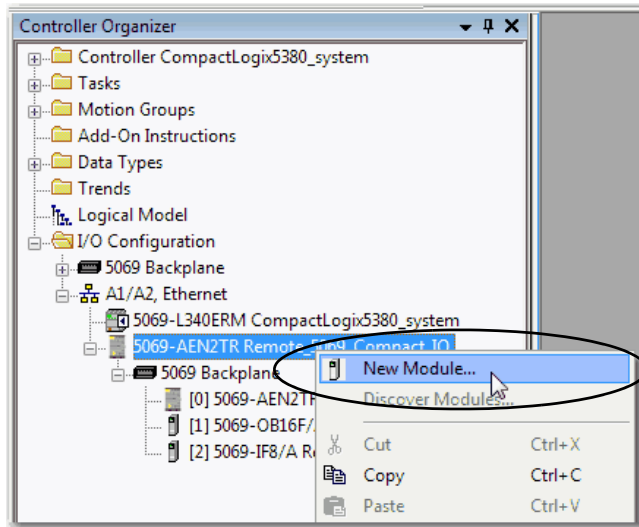 Controller Organizer
Controller CompactLogix5380_system
Tasks
Motion Groups
Add-On Instructions
Data Types
Trends
Logical Model
I/O Configuration
5069 Backplane
A1/A2, Ethernet
5069-L340ERM CompactLogix5380_system
5069-AEN2TR Remote_5069_Compact_IO
5069 Backplane
New Module...
[0] 5069-AEN2TR
Discover Modules...
[1] 5069-OB16F/
[2] 5069-IF8/A Re
Cut Ctrl+X
Copy Ctrl+C
Paste Ctrl+V